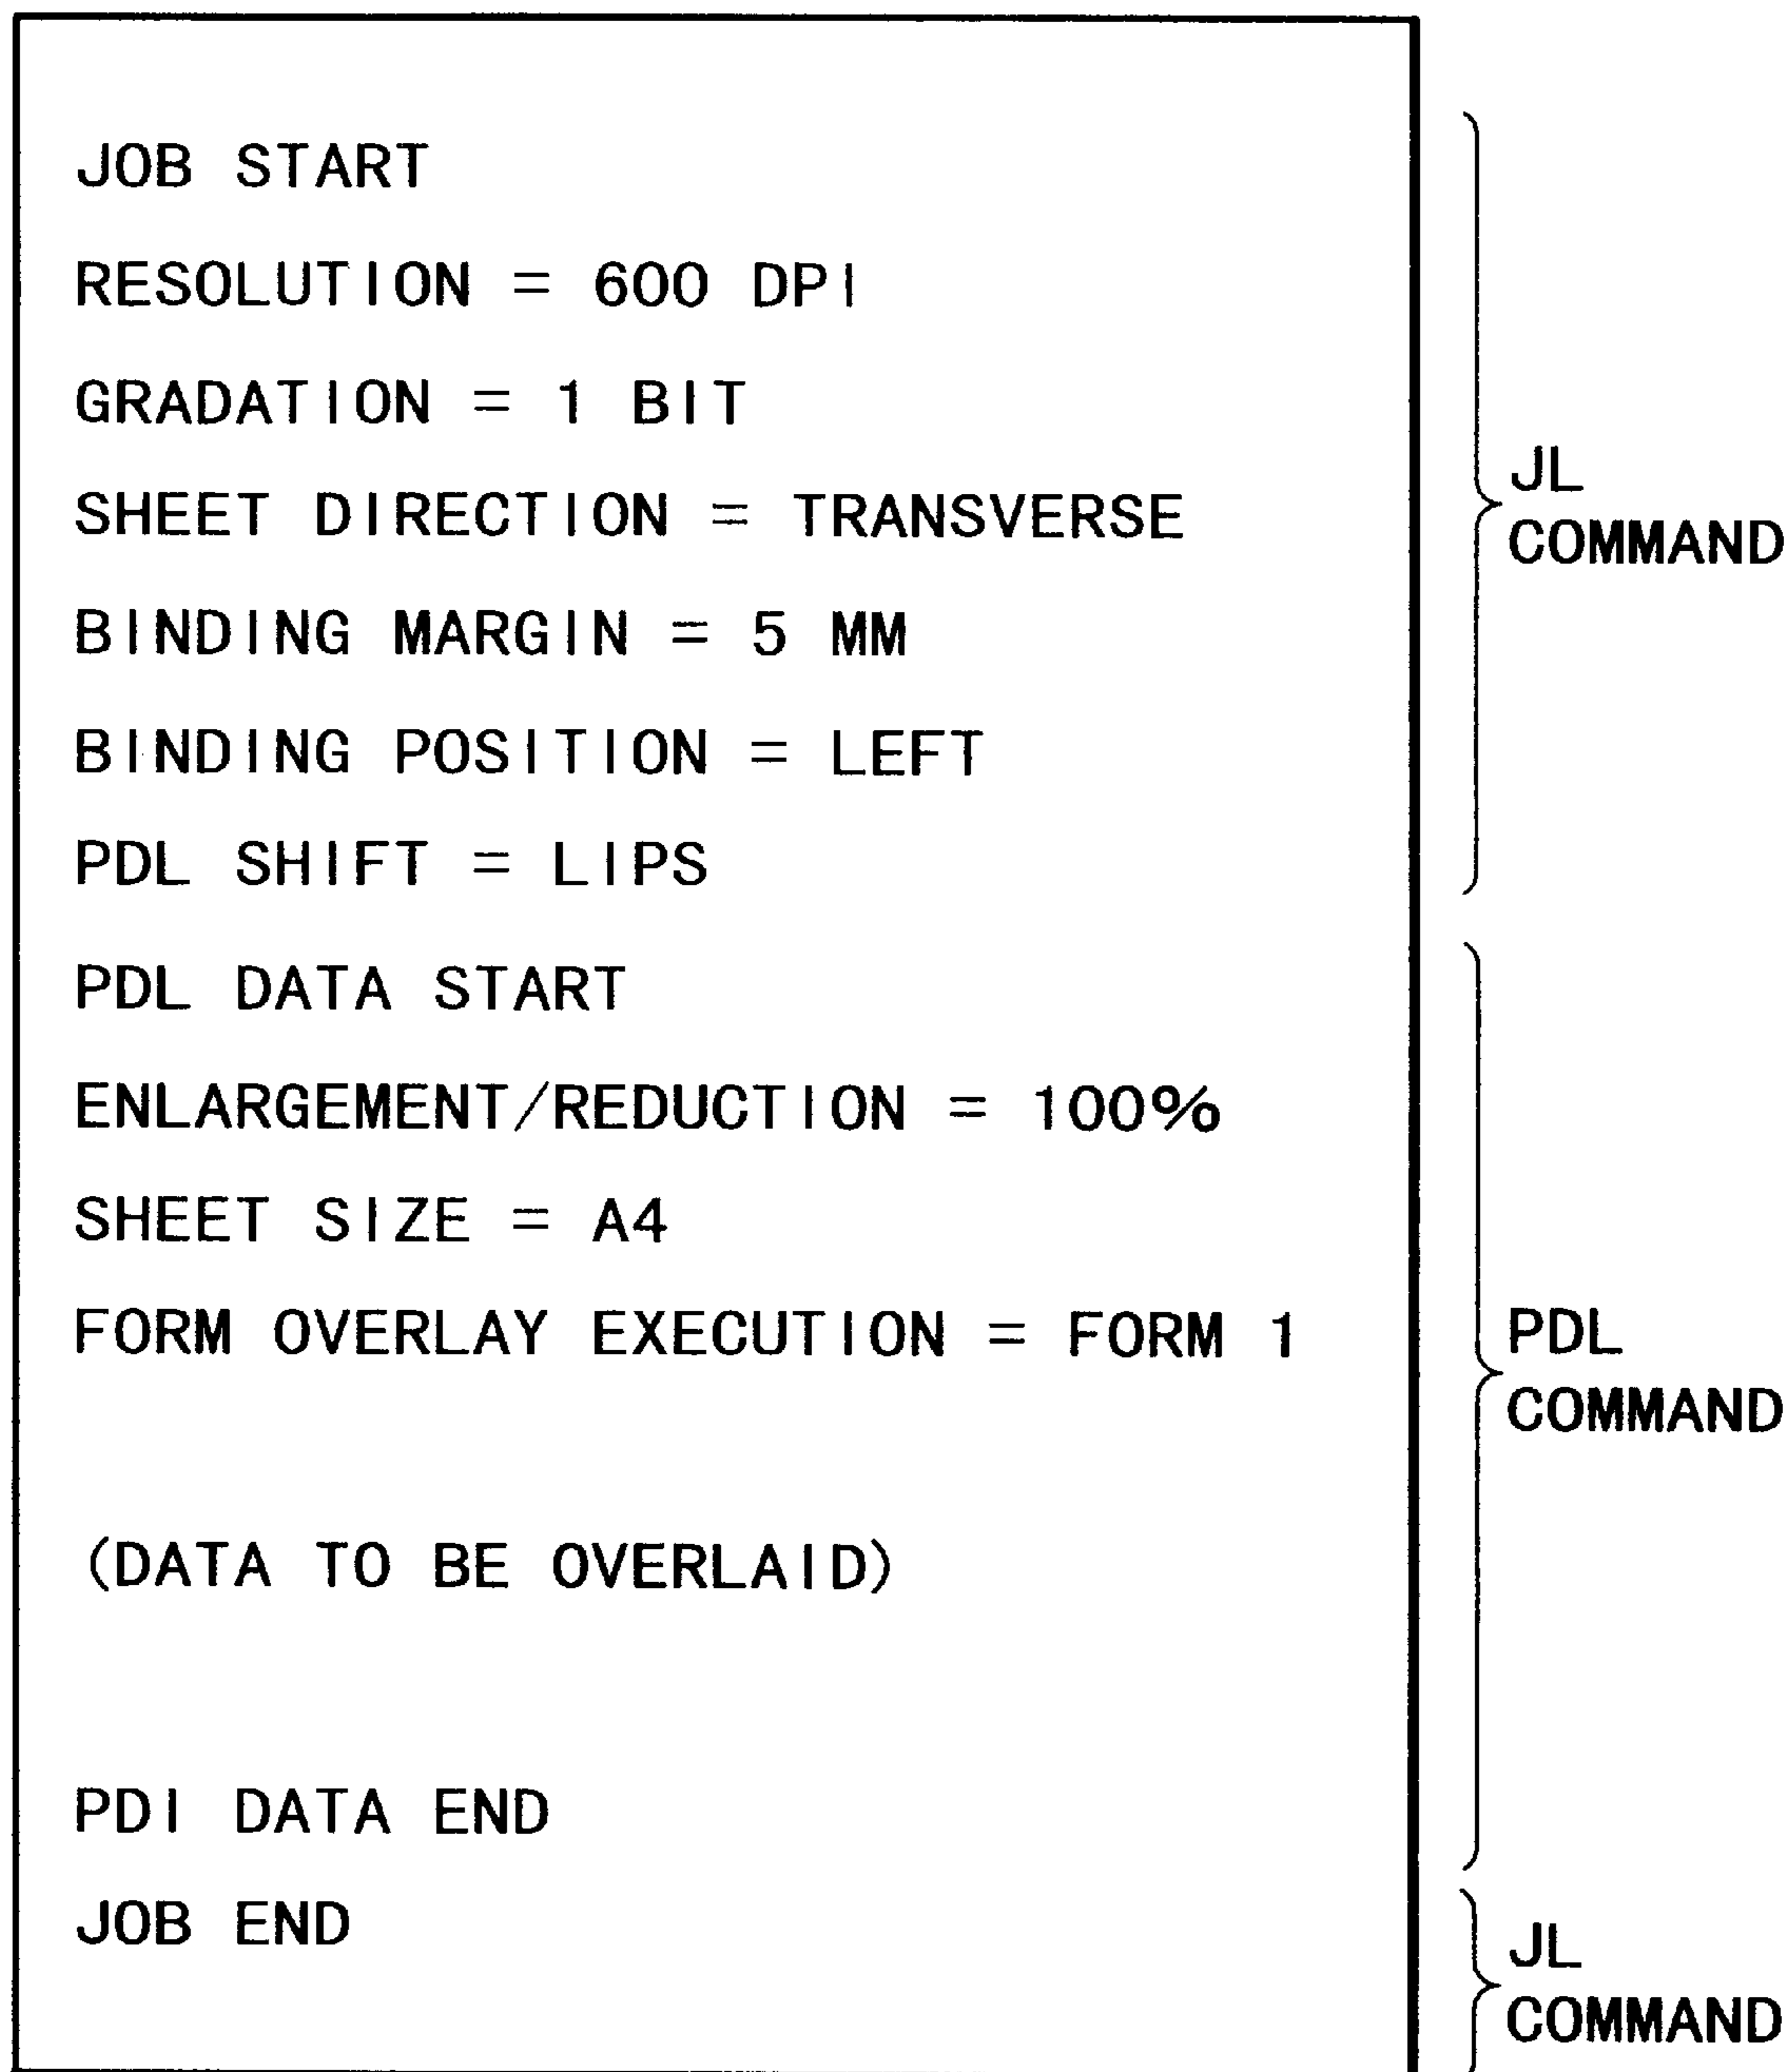 JOB START
RESOLUTION = 600 DPI
GRADATION = 1 BIT
SHEET DIRECTION = TRANSVERSE
BINDING MARGIN = 5 MM
BINDING POSITION = LEFT
PDL SHIFT = LIPS
JL
COMMAND
PDL DATA START
ENLARGEMENT/REDUCTION = 100%
SHEET SIZE = A4
FORM OVERLAY EXECUTION = FORM 1
(DATA TO BE OVERLAID)
PDI DATA END
PDL
COMMAND
JOB END
JL
COMMAND